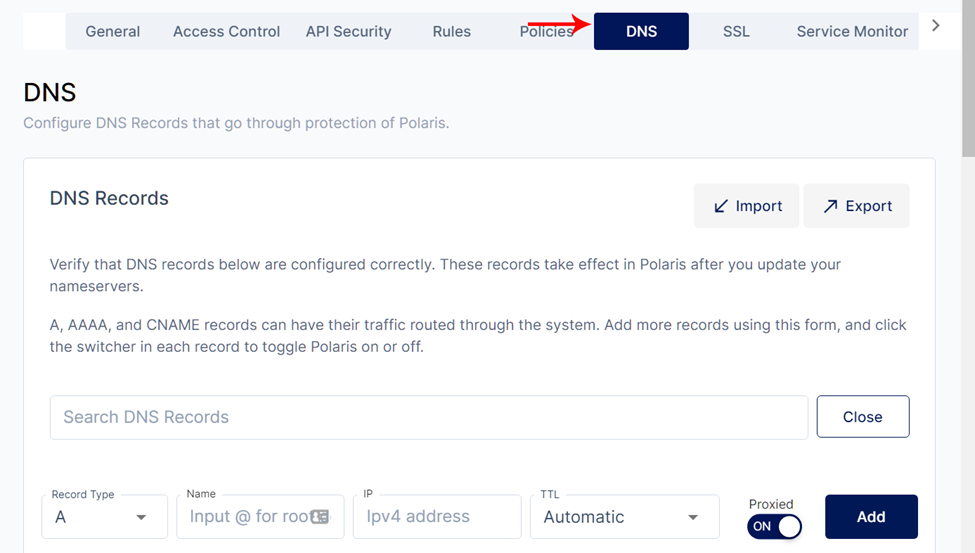 General Access Control API Security Rules Policies DNS SSL Service Monitor
DNS
Configure DNS Records that go through protection of Polaris.
DNS Records
Import Export
Verify that DNS records below are configured correctly. These records take effect in Polaris after you update your
nameservers.
A, AAAA, and CNAME records can have their traffic routed through the system. Add more records using this form, and click
the switcher in each record to toggle Polaris on or off.
Search DNS Records Close
Record Type Name IP TTL Proxied
A Input @ for root Ipv4 address Automatic ON Add